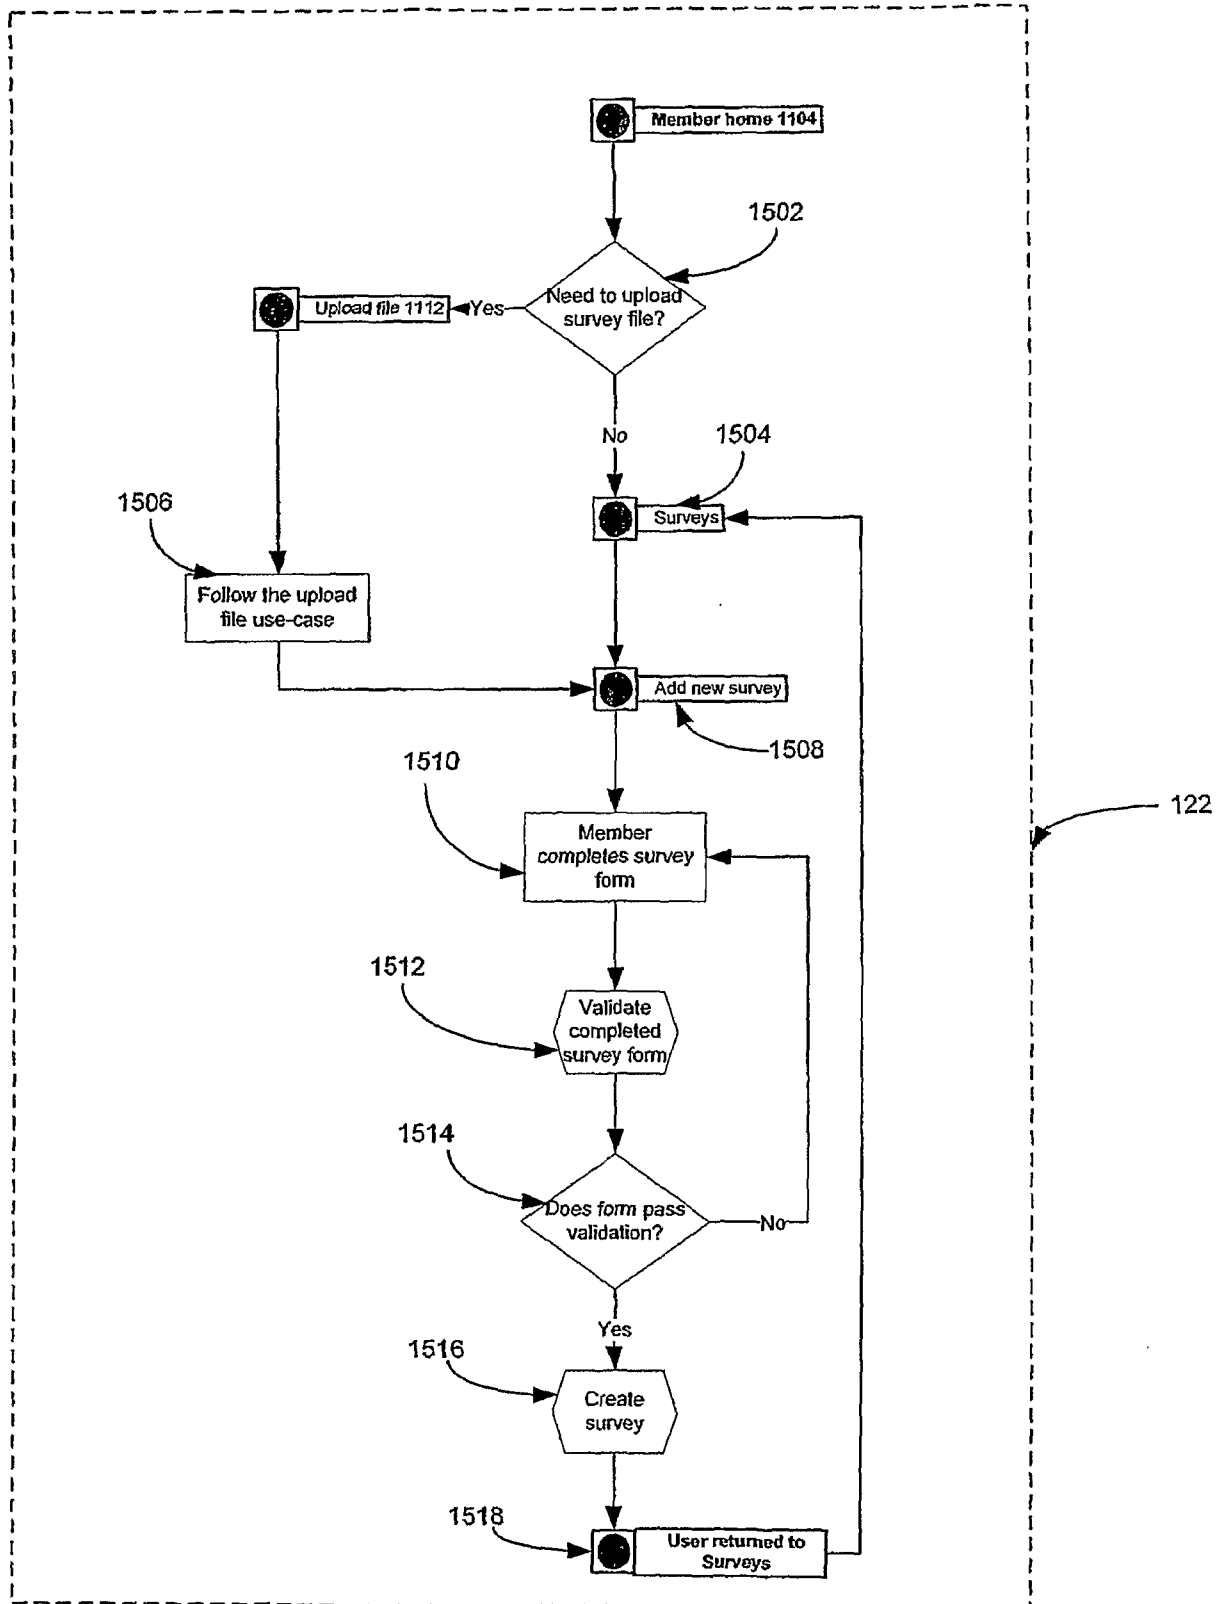 Member home 1104
1502
Need to upload
survey file?
Yes
Upload file 1112
No
1504
Surveys
1506
Follow the upload
file use-case
Add new survey
1508
1510
Member
completes survey
form
122
1512
Validate
completed
survey form
1514
Does form pass
validation?
No
Yes
1516
Create
survey
1518
User returned to
Surveys